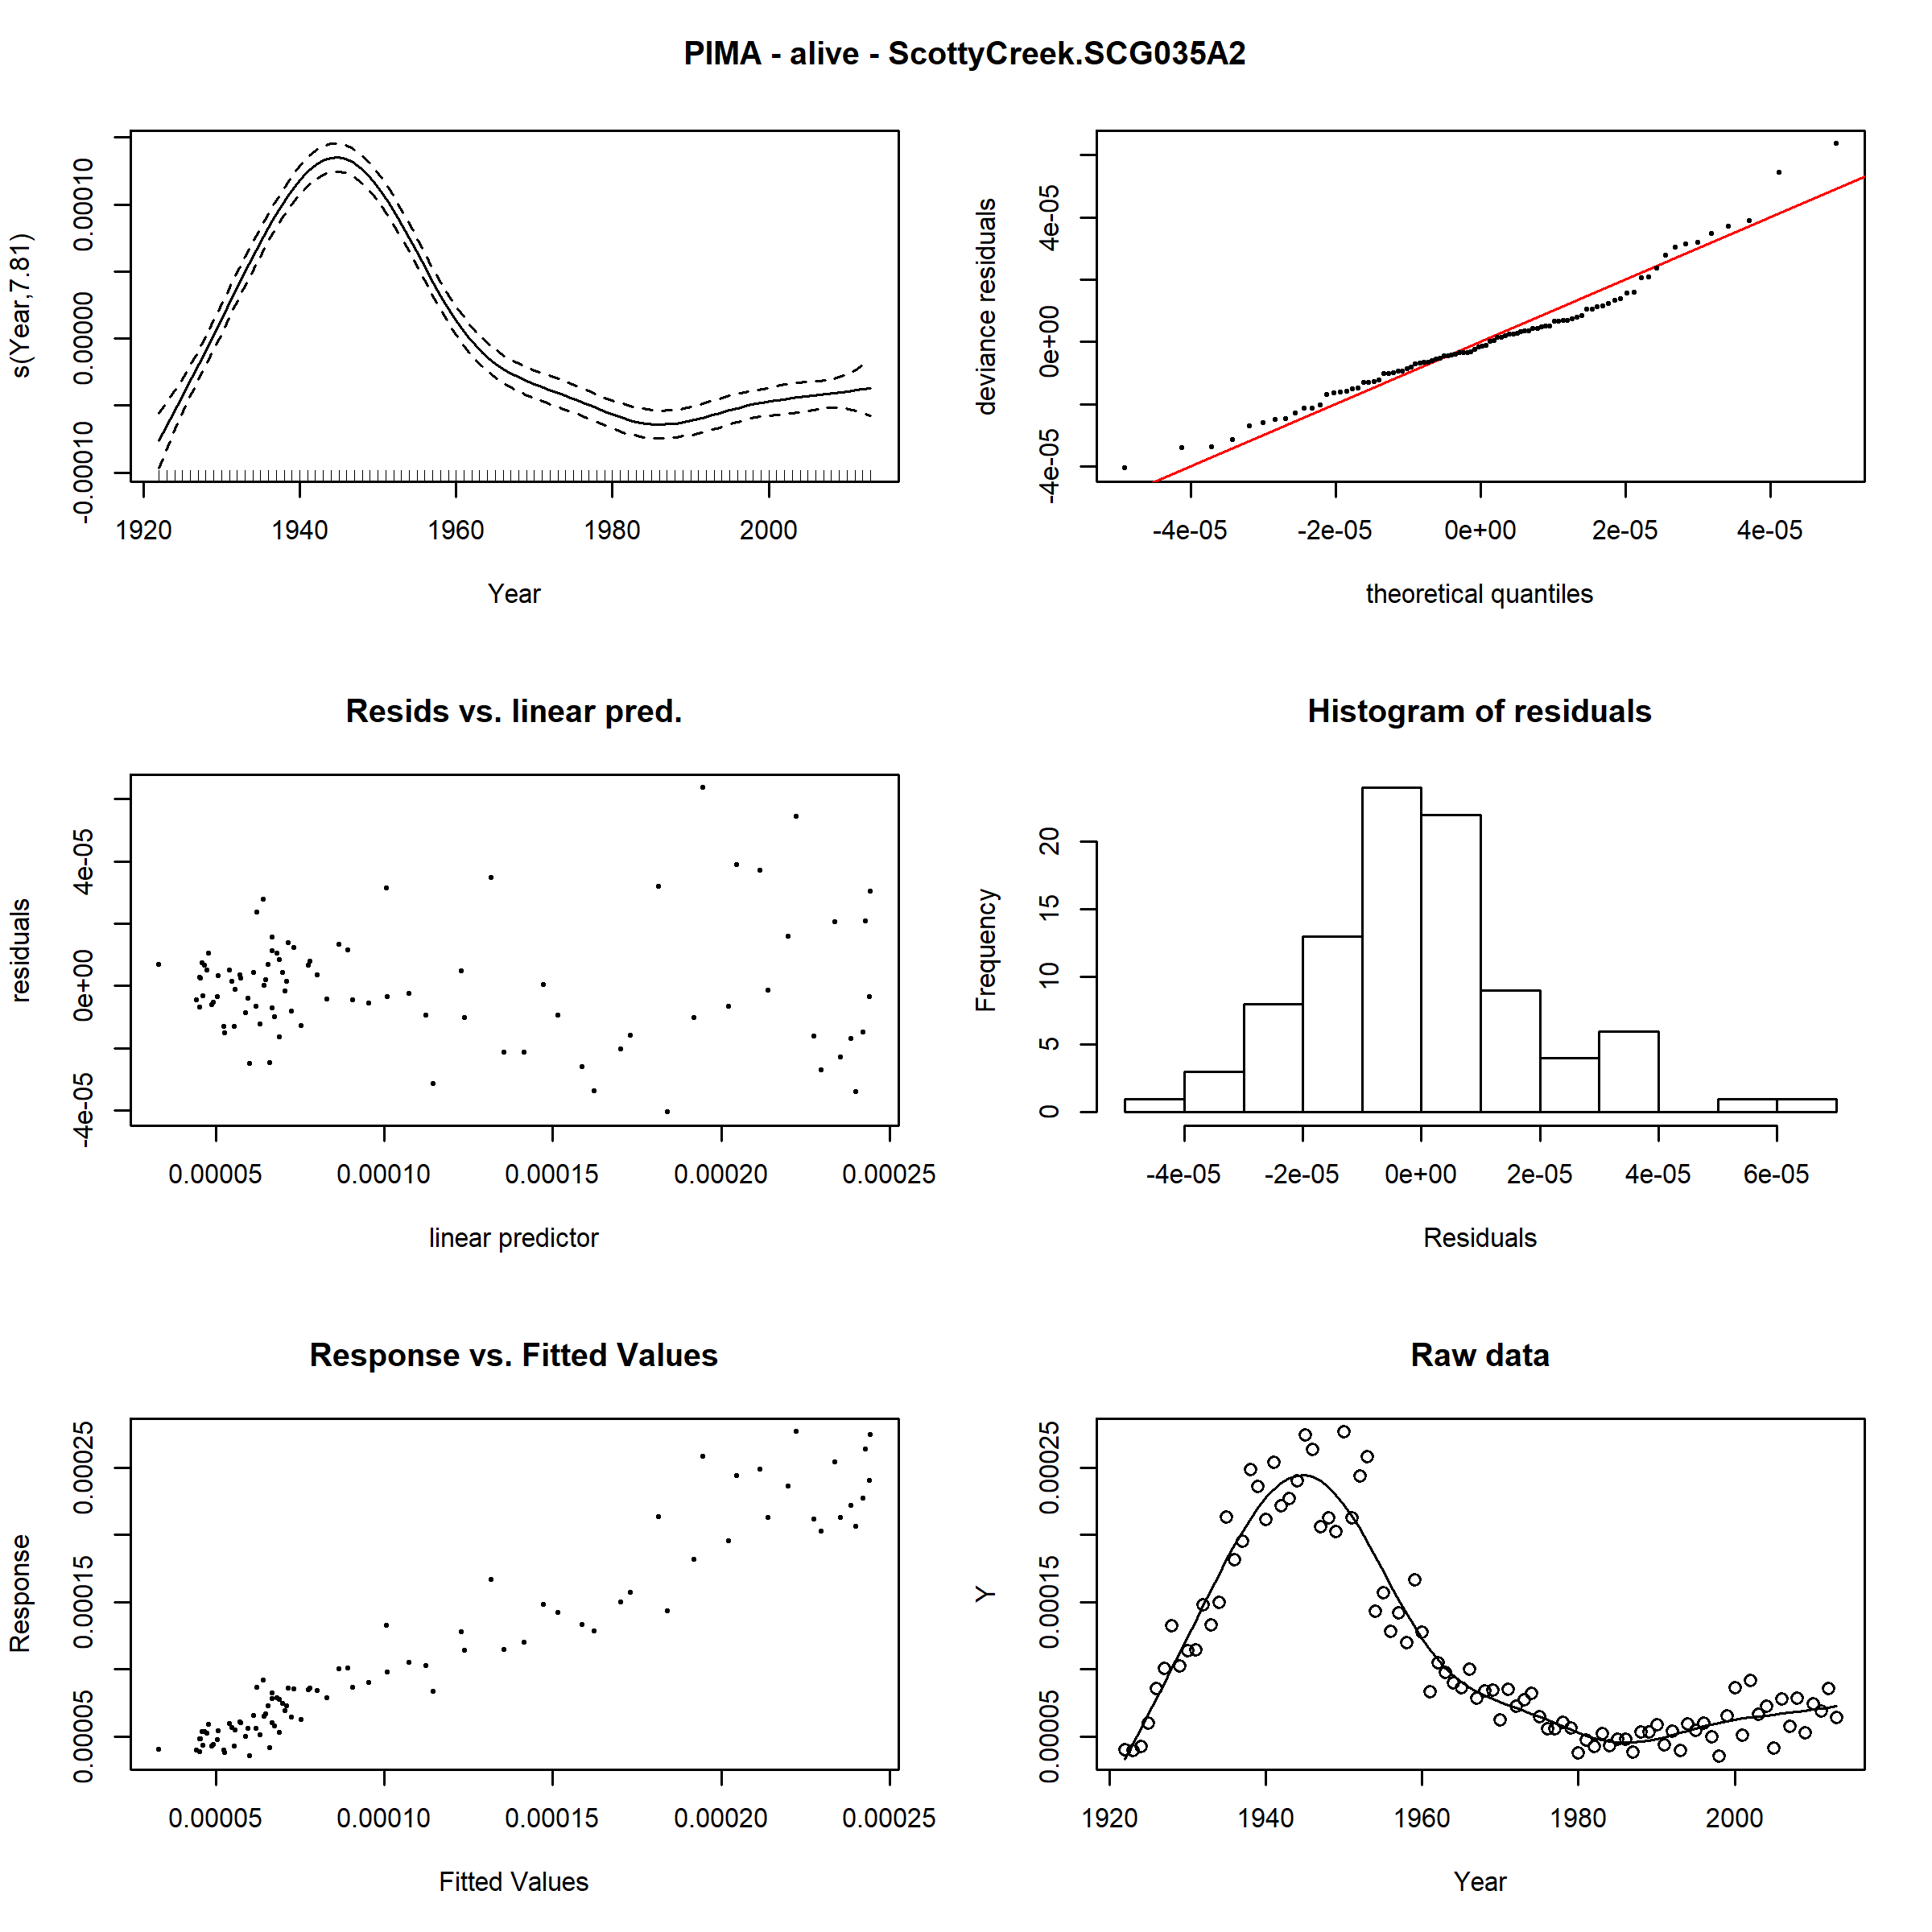 PIMA - alive - ScottyCreek.SCG035A2
s(Year,7.81)
-0.00010 0.00000 0.00010
1920 1940 1960 1980 2000
Year
deviance residuals
-4e-05 0e+00 4e-05
-4e-05 -2e-05 0e+00 2e-05 4e-05
theoretical quantiles
Resids vs. linear pred.
residuals
-4e-05 0e+00 4e-05
0.00005 0.00010 0.00015 0.00020 0.00025
linear predictor
Histogram of residuals
Frequency
0 5 10 15 20
-4e-05 -2e-05 0e+00 2e-05 4e-05 6e-05
Residuals
Response vs. Fitted Values
Response
0.00005 0.00015 0.00025
0.00005 0.00010 0.00015 0.00020 0.00025
Fitted Values
Raw data
Y
0.00005 0.00015 0.00025
1920 1940 1960 1980 2000
Year